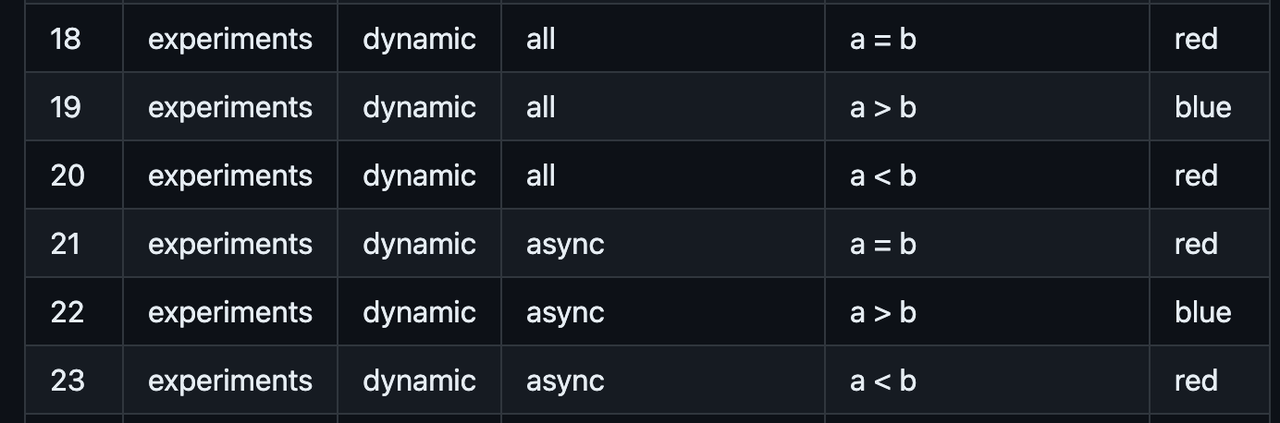 18 experiments dynamic all a = b red
19 experiments dynamic all a > b blue
20 experiments dynamic all a < b red
21 experiments dynamic async a = b red
22 experiments dynamic async a > b blue
23 experiments dynamic async a < b red